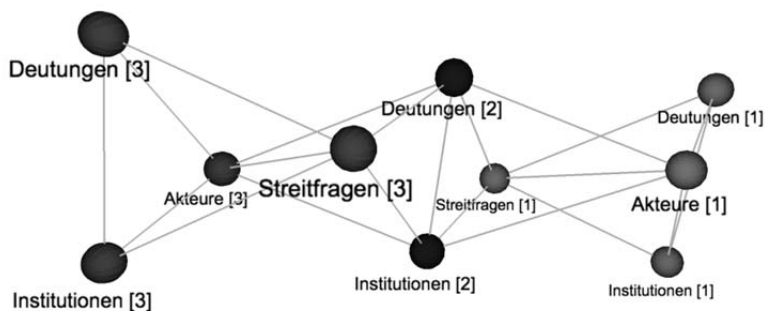 Deutungen [3]
Deutungen [2]
Deutungen [1]
Akteure [3]
Streitfragen [3]
Streitfragen [1]
Akteure [1]
Institutionen [3]
Institutionen [2]
Institutionen [1]